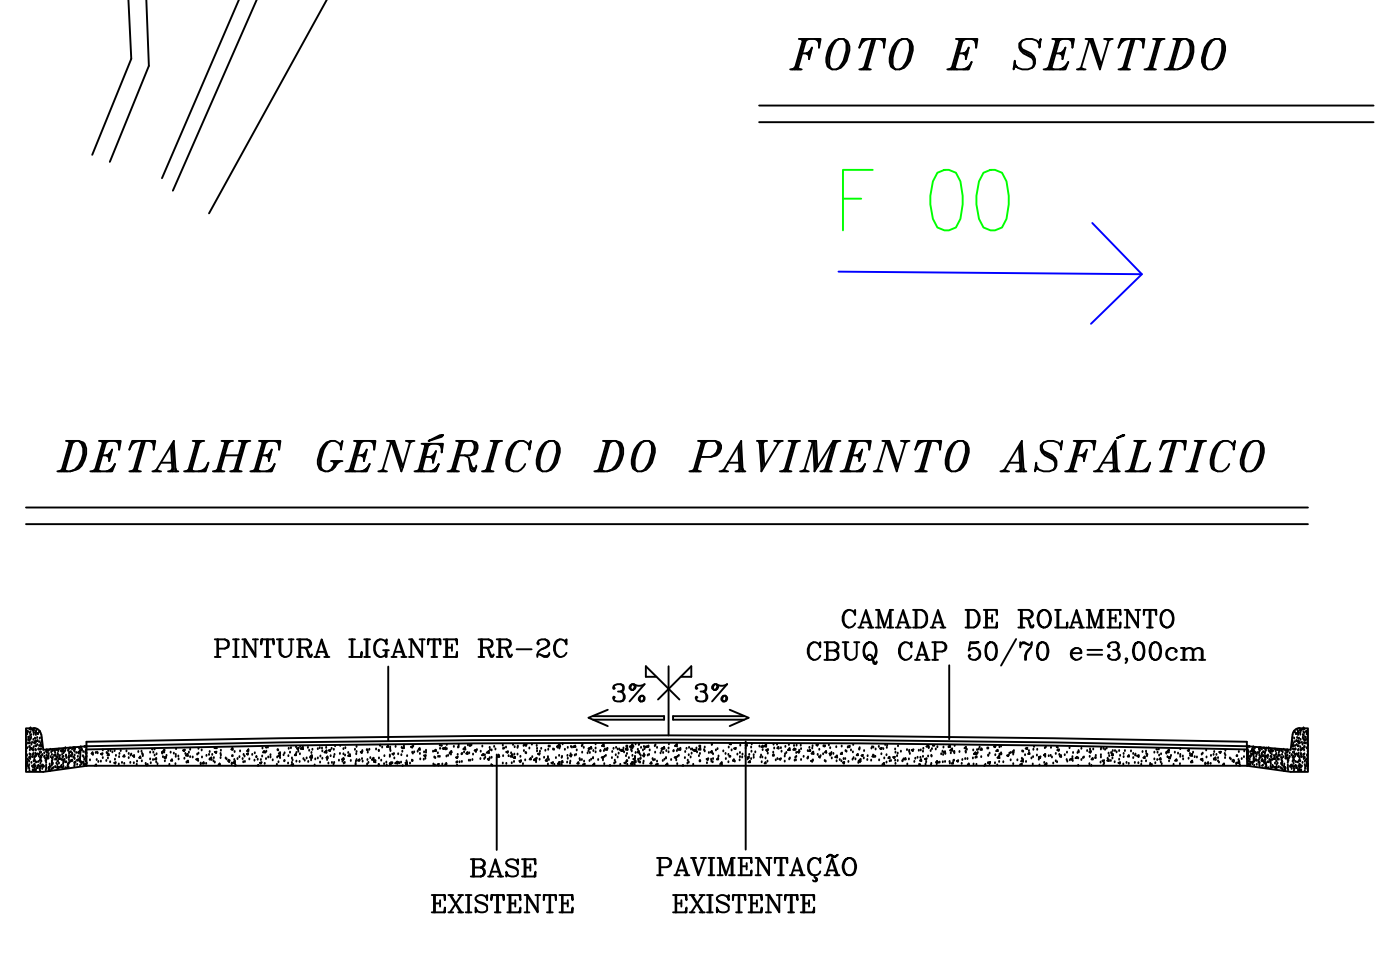 FOTO E SENTIDO
F 00
DETALHE GENÉRICO DO PAVIMENTO ASFÁLTICO
CAMADA DE ROLAMENTO
PINTURA LIGANTE RR-2C
CBUQ CAP 50/70 e=3,00cm
3% 3%
BASE
EXISTENTE
PAVIMENTAÇÃO
EXISTENTE